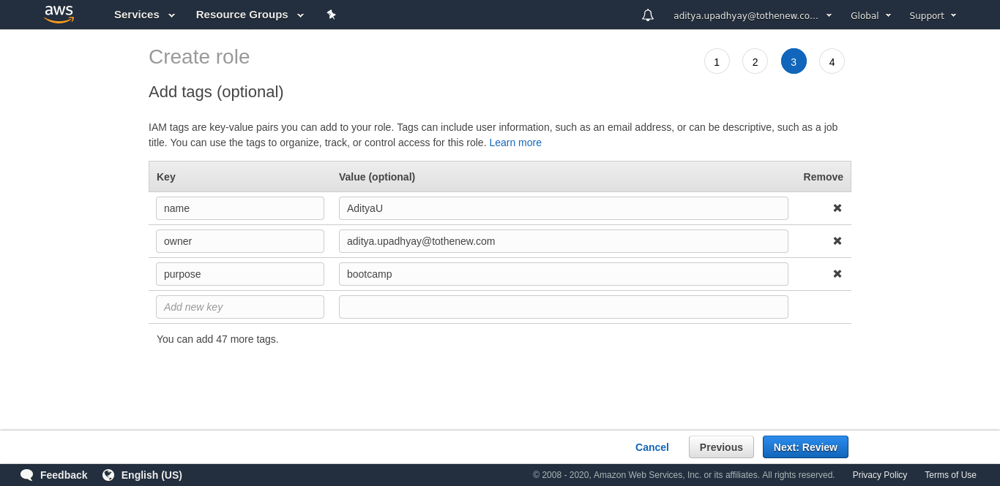 aws Services Resource Groups aditya.upadhyay@tothenew.co... Global Support
Create role 1 2 3 4
Add tags (optional)
IAM tags are key-value pairs you can add to your role. Tags can include user information, such as an email address, or can be descriptive, such as a job
title. You can use the tags to organize, track, or control access for this role. Learn more
Key Value (optional) Remove
name AdityaU
owner aditya.upadhyay@tothenew.com
purpose bootcamp
Add new key
You can add 47 more tags.
Cancel Previous Next: Review
Feedback English (US) © 2008 - 2020, Amazon Web Services, Inc. or its affiliates. All rights reserved. Privacy Policy Terms of Use